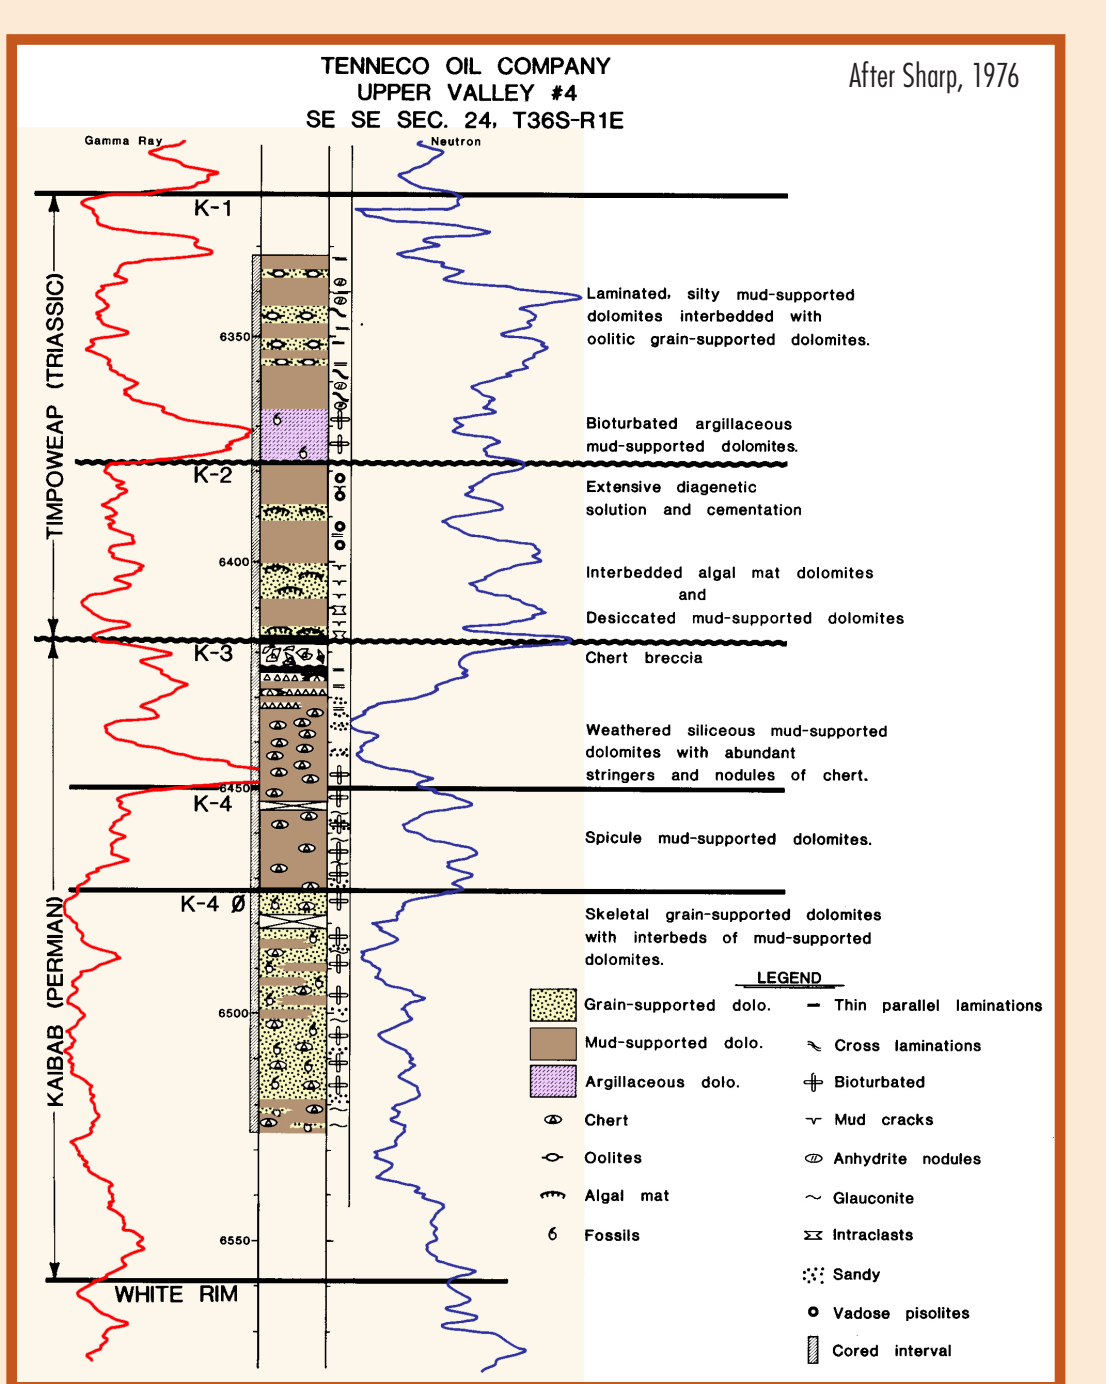 TENNECO OIL COMPANY
UPPER VALLEY #4
SE SE SEC. 24, T36S-R1E
After Sharp, 1976
Gamma Ray
Neutron
K-1
TIMPOWEAP (TRIASSIC)
Laminated, silty mud-supported
dolomites interbedded with
oolitic grain-supported dolomites.
6350
Bioturbated argillaceous
mud-supported dolomites.
K-2
Extensive diagenetic
solution and cementation
6400
Interbedded algal mat dolomites
and
Desiccated mud-supported dolomites
K-3
Chert breccia
Weathered siliceous mud-supported
dolomites with abundant
stringers and nodules of chert.
6450
K-4
Spicule mud-supported dolomites.
K-4 Ø
KAIBAB (PERMIAN)
Skeletal grain-supported dolomites
with interbeds of mud-supported
dolomites.
6500
6550
WHITE RIM
LEGEND
Grain-supported dolo.
Mud-supported dolo.
Argillaceous dolo.
Chert
Oolites
Algal mat
Fossils
Thin parallel laminations
Cross laminations
Bioturbated
Mud cracks
Anhydrite nodules
Glauconite
Intraclasts
Sandy
Vadose pisolites
Cored interval